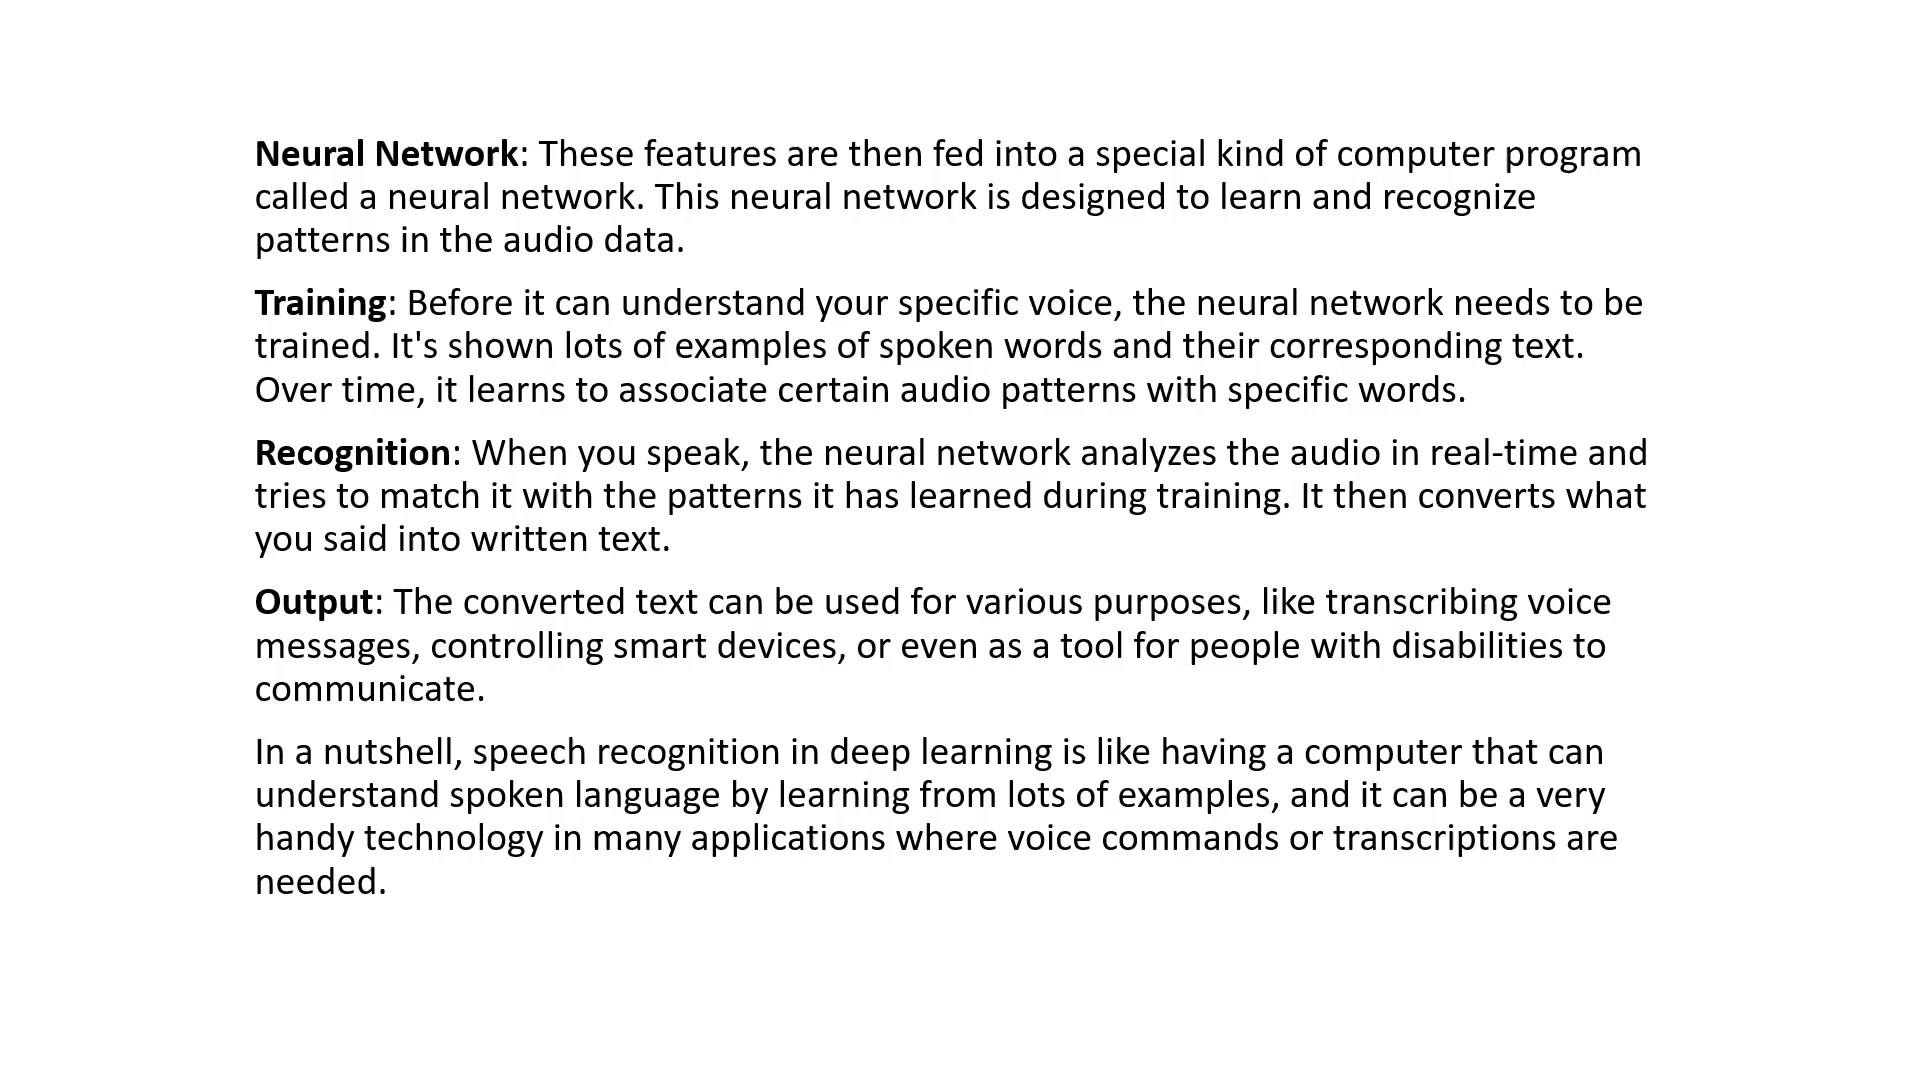 Neural Network: These features are then fed into a special kind of computer program
called a neural network. This neural network is designed to learn and recognize
patterns in the audio data.
Training: Before it can understand your specific voice, the neural network needs to be
trained. It's shown lots of examples of spoken words and their corresponding text.
Over time, it learns to associate certain audio patterns with specific words.
Recognition: When you speak, the neural network analyzes the audio in real-time and
tries to match it with the patterns it has learned during training. It then converts what
you said into written text.
Output: The converted text can be used for various purposes, like transcribing voice
messages, controlling smart devices, or even as a tool for people with disabilities to
communicate.
In a nutshell, speech recognition in deep learning is like having a computer that can
understand spoken language by learning from lots of examples, and it can be a very
handy technology in many applications where voice commands or transcriptions are
needed.